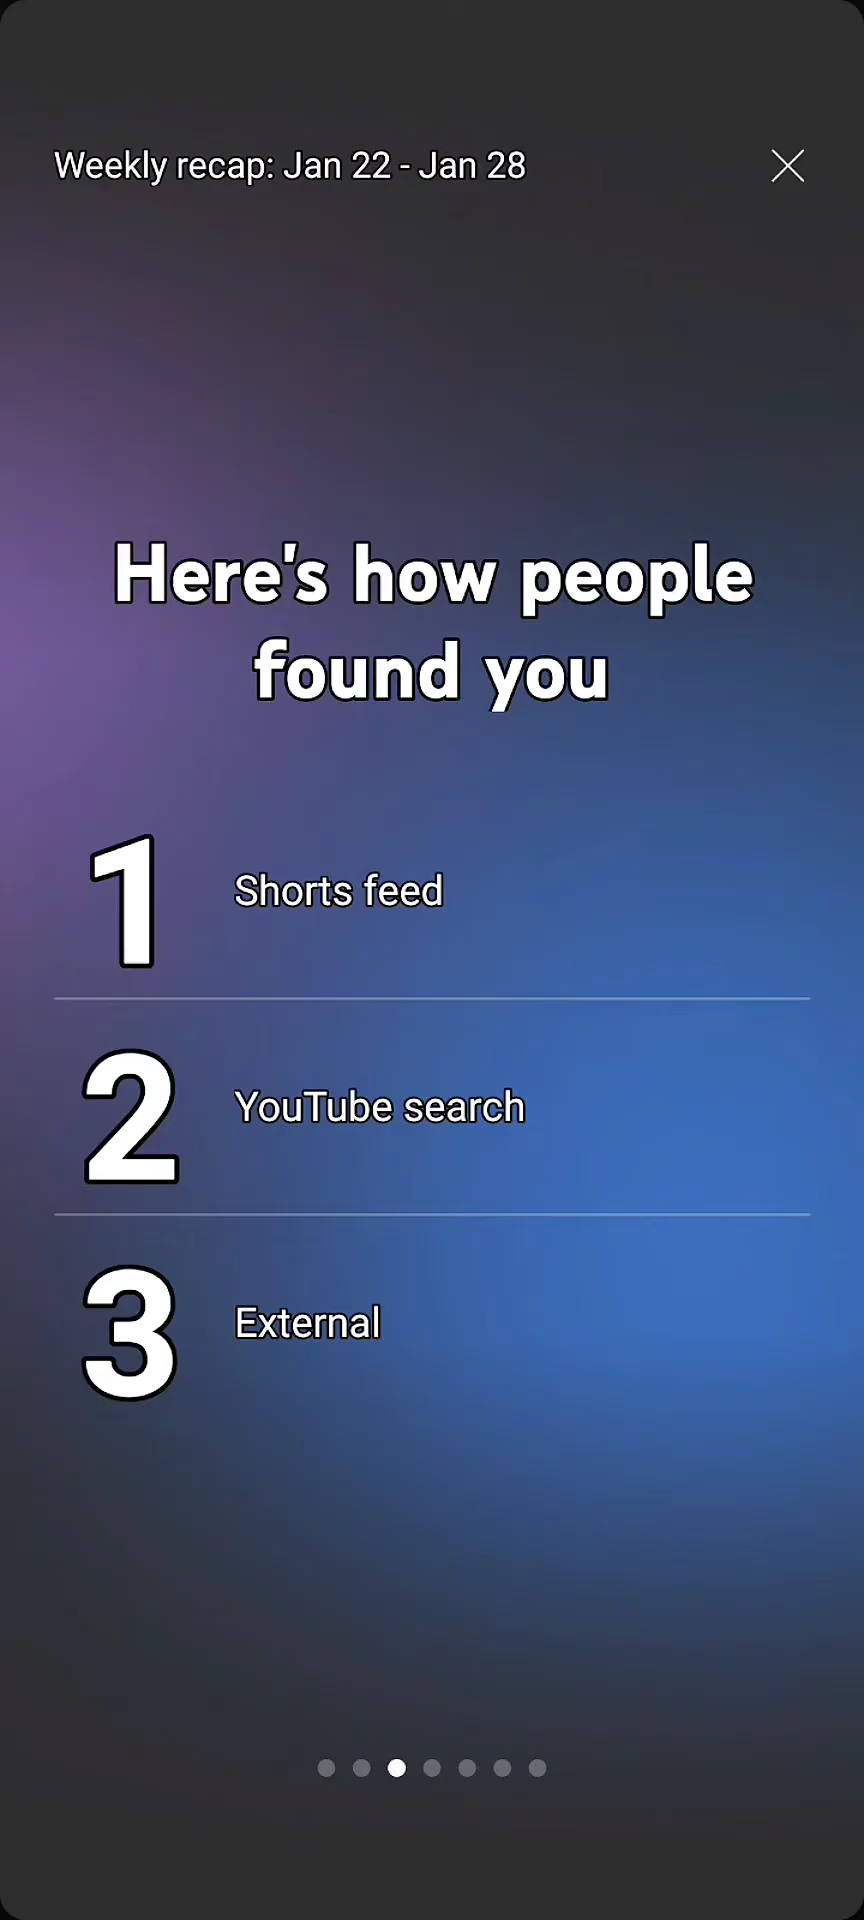 Weekly recap: Jan 22 - Jan 28
Here's how people
found you
1 Shorts feed
2 YouTube search
3 External